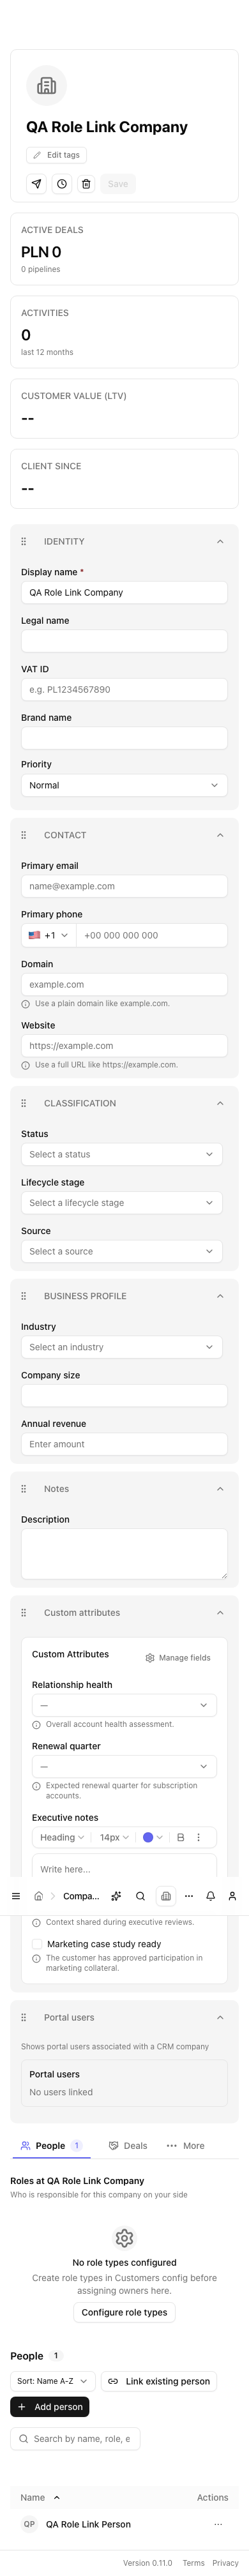 QA Role Link Company
Edit tags
Save
ACTIVE DEALS
PLN 0
0 pipelines
ACTIVITIES
0
last 12 months
CUSTOMER VALUE (LTV)
--
CLIENT SINCE
--
IDENTITY
Display name *
QA Role Link Company
Legal name
VAT ID
e.g. PL1234567890
Brand name
Priority
Normal
CONTACT
Primary email
name@example.com
Primary phone
+1 +00 000 000 000
Domain
example.com
Use a plain domain like example.com.
Website
https://example.com
Use a full URL like https://example.com.
CLASSIFICATION
Status
Select a status
Lifecycle stage
Select a lifecycle stage
Source
Select a source
BUSINESS PROFILE
Industry
Select an industry
Company size
Annual revenue
Enter amount
Notes
Description
Custom attributes
Custom Attributes Manage fields
Relationship health
—
Overall account health assessment.
Renewal quarter
—
Expected renewal quarter for subscription
accounts.
Executive notes
Heading 14px B
Write here...
Compa...
Context shared during executive reviews.
Marketing case study ready
The company has approved participation in
marketing collateral.
Portal users
Shows portal users associated with a CRM company
Portal users
No users linked
People 1 Deals More
Roles at QA Role Link Company
Who is responsible for this company on your side
No role types configured
Create role types in Customers config before
assigning owners here.
Configure role types
People 1
Sort: Name A-Z Link existing person
Add person
Search by name, role, e
Name Actions
QP QA Role Link Person
Version 0.11.0 Terms Privacy